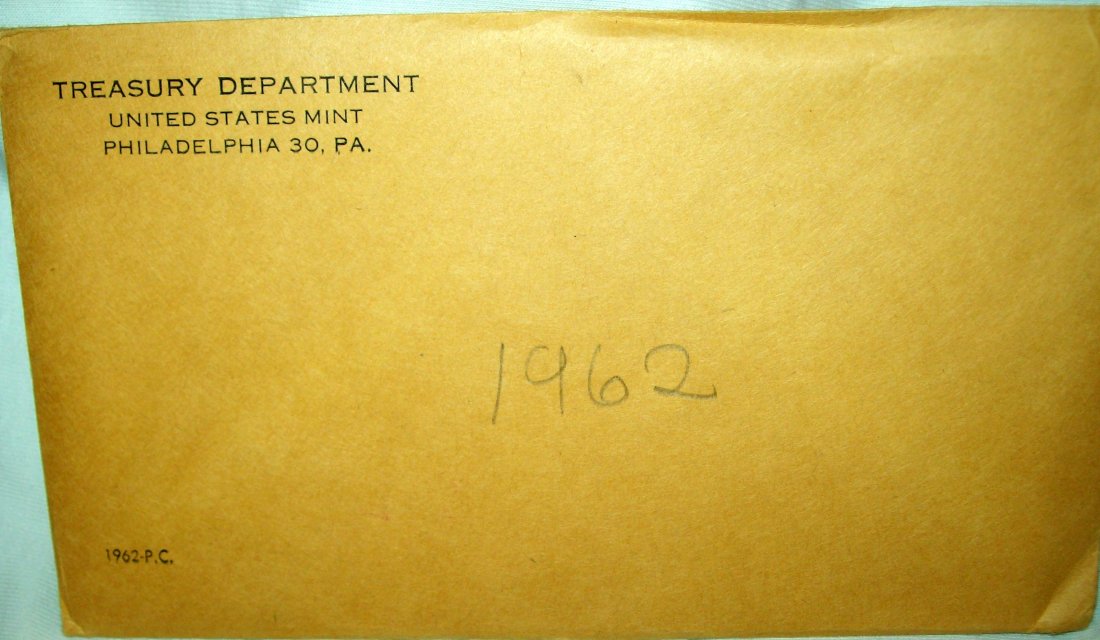 TREASURY DEPARTMENT
UNITED STATES MINT
PHILADELPHIA 30, PA.
1962
1962-P.C.